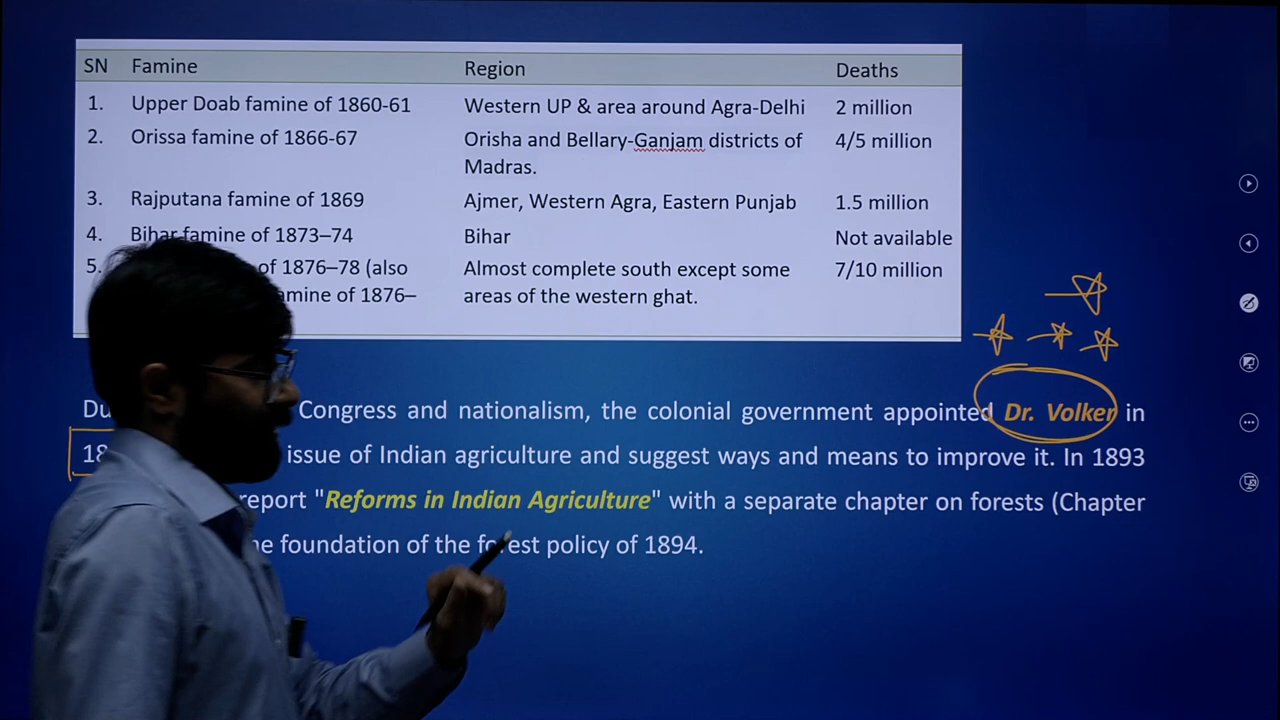 SN Famine Region Deaths
1. Upper Doab famine of 1860-61 Western UP & area around Agra-Delhi 2 million
2. Orissa famine of 1866-67 Orisha and Bellary-Ganjam districts of 4/5 million
Madras.
3. Rajputana famine of 1869 Ajmer, Western Agra, Eastern Punjab 1.5 million
4. Bihar famine of 1873–74 Bihar Not available
5. of 1876–78 (also Almost complete south except some 7/10 million
of 1876– areas of the western ghat.
Congress and nationalism, the colonial government appointed Dr. Volker in
issue of Indian agriculture and suggest ways and means to improve it. In 1893
report "Reforms in Indian Agriculture" with a separate chapter on forests (Chapter
foundation of the forest policy of 1894.